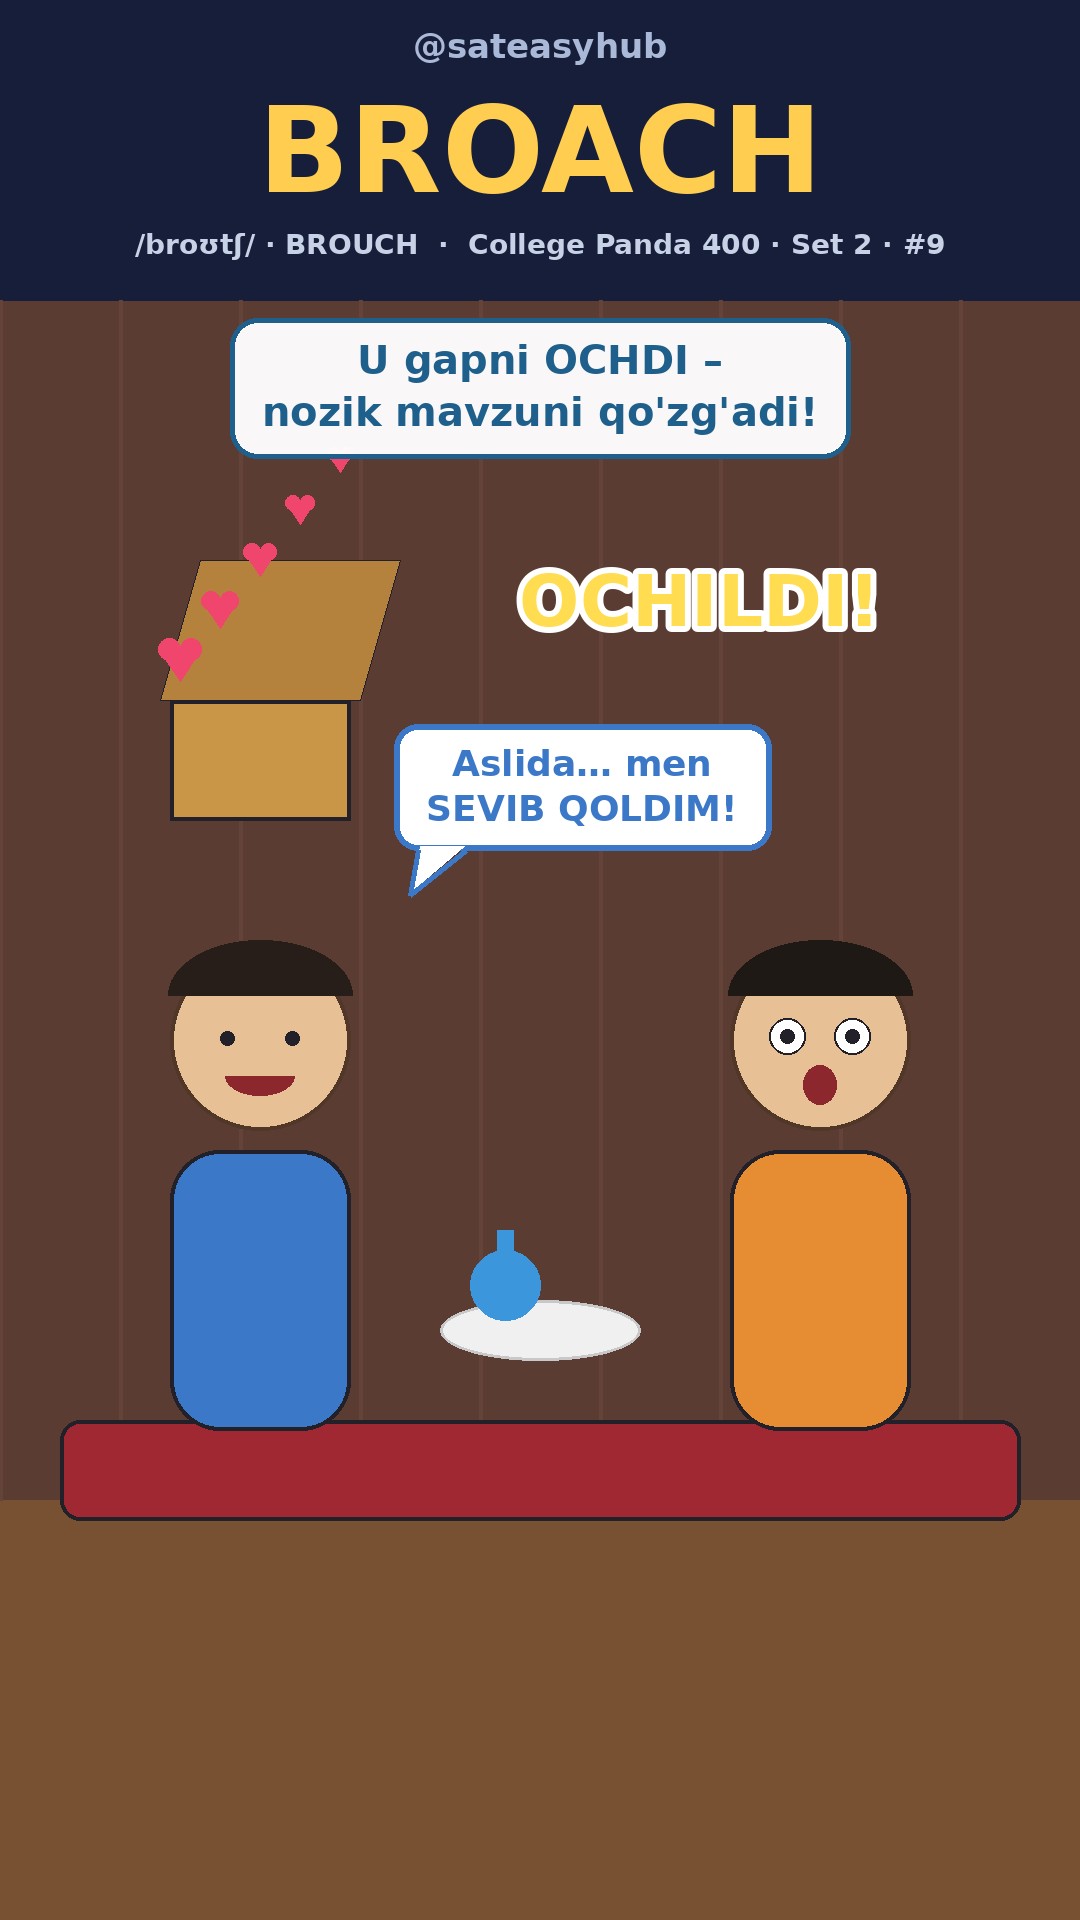 @sateasyhub
BROACH
/broʊtʃ/ · BROUCH · College Panda 400 · Set 2 · #9
U gapni OCHDI –
nozik mavzuni qo'zg'adi!
OCHILDI!
Aslida… men
SEVIB QOLDIM!